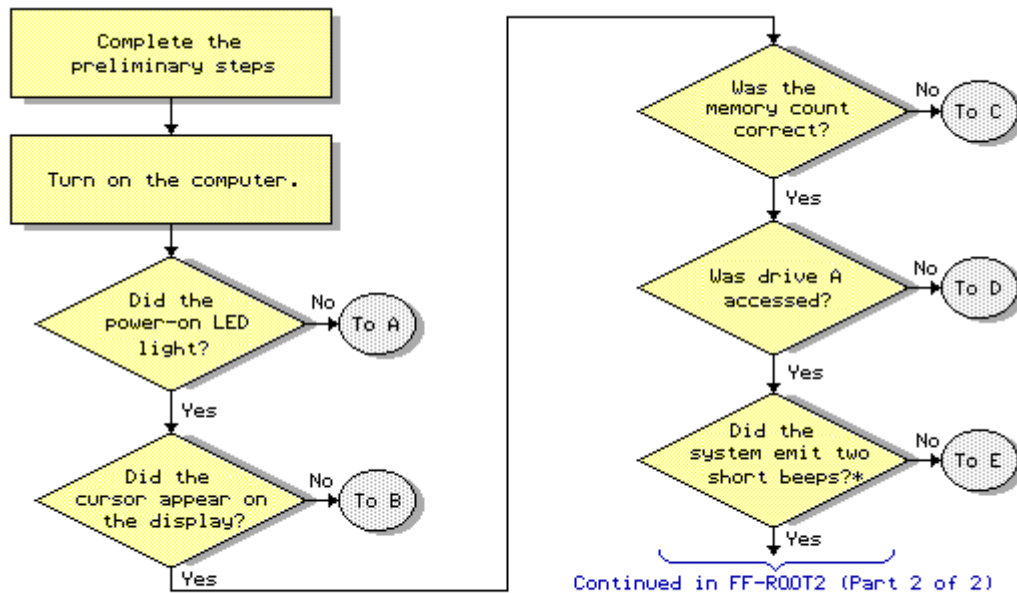 Complete the
preliminary steps
Turn on the computer.
Did the
power-on LED
light?
No
To A
Yes
Did the
cursor appear on
the display?
No
To B
Yes
Was the
memory count
correct?
No
To C
Yes
Was drive A
accessed?
No
To D
Yes
Did the
system emit two
short beeps?*
No
To E
Yes
Continued in FF-ROOT2 (Part 2 of 2)